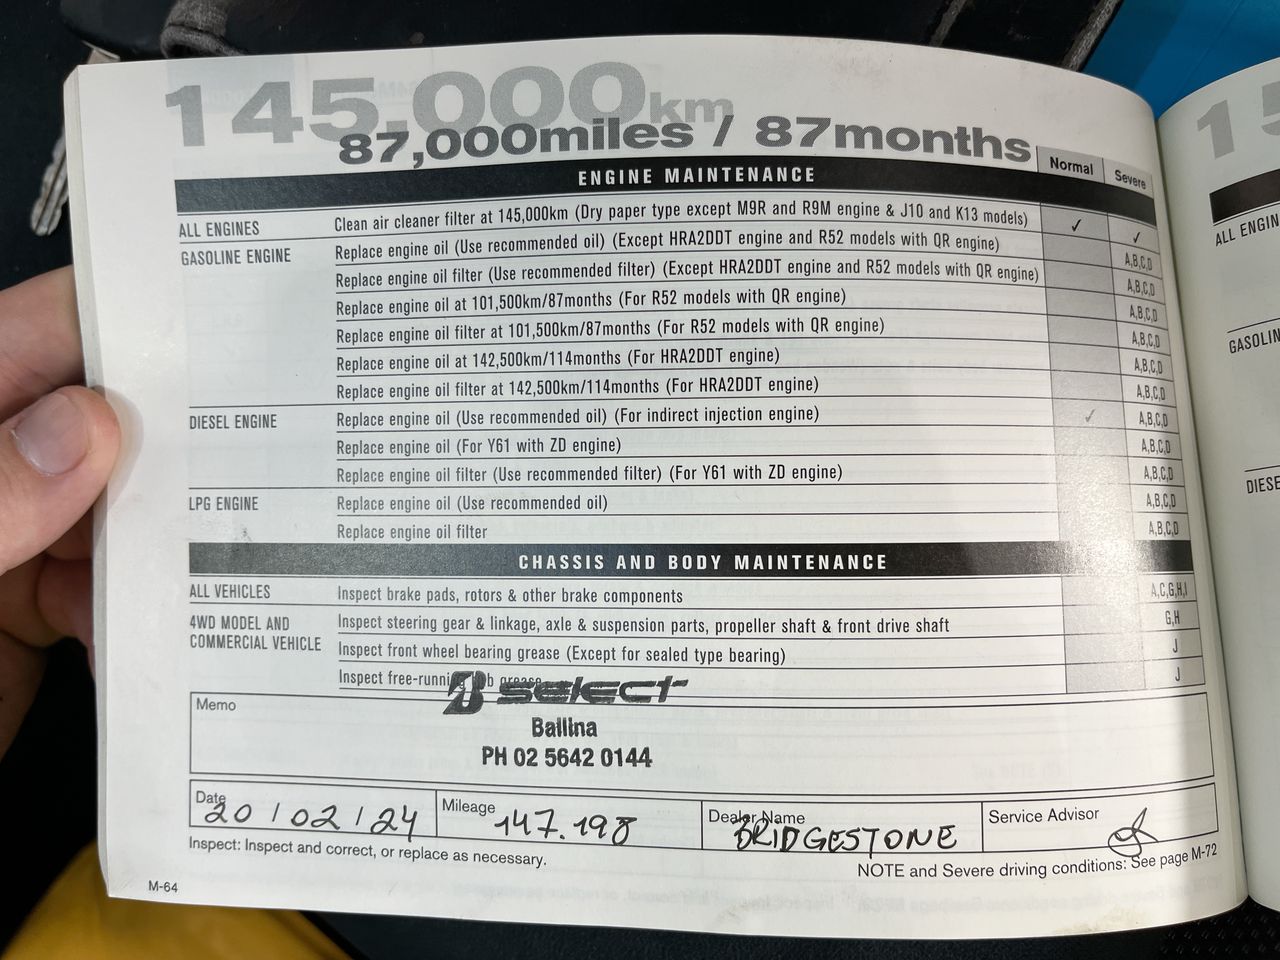 145,000km
87,000miles / 87months
Normal Severe
ENGINE MAINTENANCE
ALL ENGINES Clean air cleaner filter at 145,000km (Dry paper type except M9R and R9M engine & J10 and K13 models) ✓ ✓
GASOLINE ENGINE Replace engine oil (Use recommended oil) (Except HRA2DDT engine and R52 models with QR engine) A,B,C,D
Replace engine oil filter (Use recommended filter) (Except HRA2DDT engine and R52 models with QR engine) A,B,C,D
Replace engine oil at 101,500km/87months (For R52 models with QR engine) A,B,C,D
Replace engine oil filter at 101,500km/87months (For R52 models with QR engine) A,B,C,D
Replace engine oil at 142,500km/114months (For HRA2DDT engine) A,B,C,D
Replace engine oil filter at 142,500km/114months (For HRA2DDT engine) A,B,C,D
DIESEL ENGINE Replace engine oil (Use recommended oil) (For indirect injection engine) ✓ A,B,C,D
Replace engine oil (For Y61 with ZD engine) A,B,C,D
Replace engine oil filter (Use recommended filter) (For Y61 with ZD engine) A,B,C,D
LPG ENGINE Replace engine oil (Use recommended oil) A,B,C,D
Replace engine oil filter A,B,C,D
CHASSIS AND BODY MAINTENANCE
ALL VEHICLES Inspect brake pads, rotors & other brake components A,C,G,H,I
4WD MODEL AND Inspect steering gear & linkage, axle & suspension parts, propeller shaft & front drive shaft G,H
COMMERCIAL VEHICLE Inspect front wheel bearing grease (Except for sealed type bearing) J
Inspect free-running hub grease J
Memo
select
Ballina
PH 02 5642 0144
Date 20/02/24 Mileage 147.198 Dealer Name BRIDGESTONE Service Advisor
Inspect: Inspect and correct, or replace as necessary.
NOTE and Severe driving conditions: See page M-72
M-64
15
ALL ENGIN
GASOLIN
DIESE